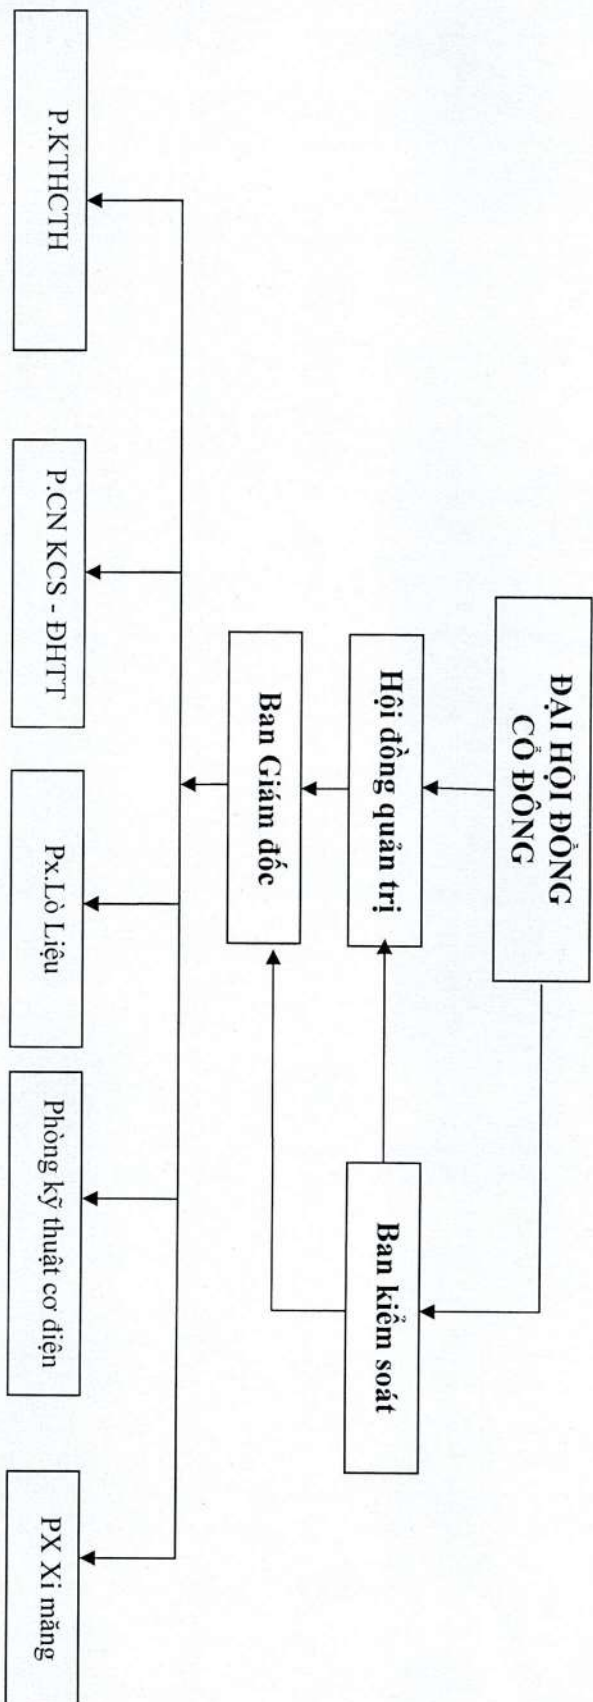 ĐẠI HỘI ĐỒNG
CỔ ĐÔNG
Hội đồng quản trị
Ban kiểm soát
Ban Giám đốc
P.KTHCTH
P.CN KCS - ĐHTT
Px.Lò Liệu
Phòng kỹ thuật cơ điện
PX Xi măng